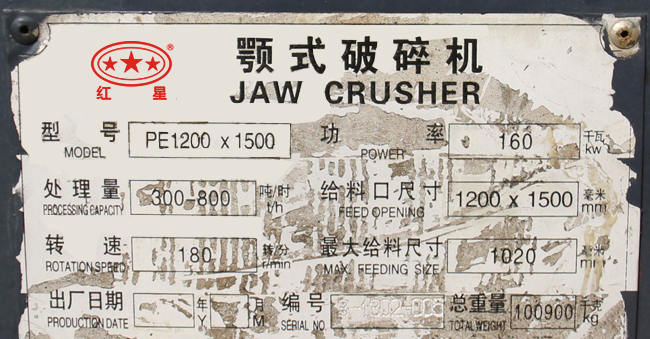 ®
红 星
颚式破碎机
JAW CRUSHER
型 号 PE1200 x 1500 功 率 160 千瓦
MODEL POWER kw
处理量 300-800 吨/时 给料口尺寸 1200 x 1500 毫米
PROCESSING CAPACITY t/h FEED OPENING mm
转 速 180 转/分 最大给料尺寸 1020 毫米
ROTATION SPEED r/min MAX. FEEDING SIZE mm
出厂日期 年 月 编号 总重量 100900 千克
PRODUCTION DATE Y M SERIAL NO TOTAL WEIGHT kg